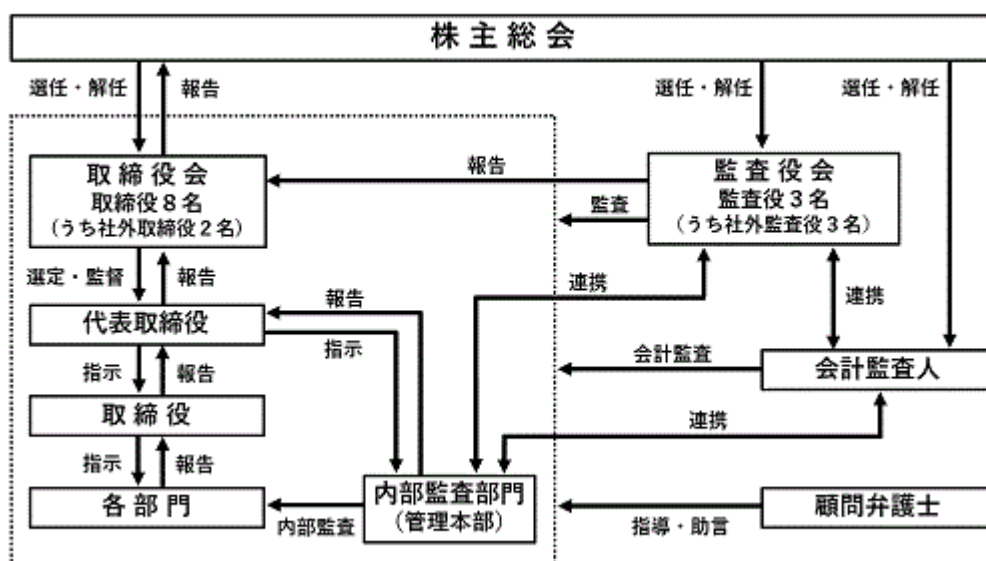 株主総会
選任・解任
報告
選任・解任
選任・解任
取締役会
取締役8名
（うち社外取締役2名）
報告
監査役会
監査役3名
（うち社外監査役3名）
監査
選定・監督
報告
報告
連携
連携
代表取締役
指示
会計監査
会計監査人
指示
報告
取締役
連携
指示
報告
各部門
内部監査
内部監査部門
（管理本部）
指導・助言
顧問弁護士